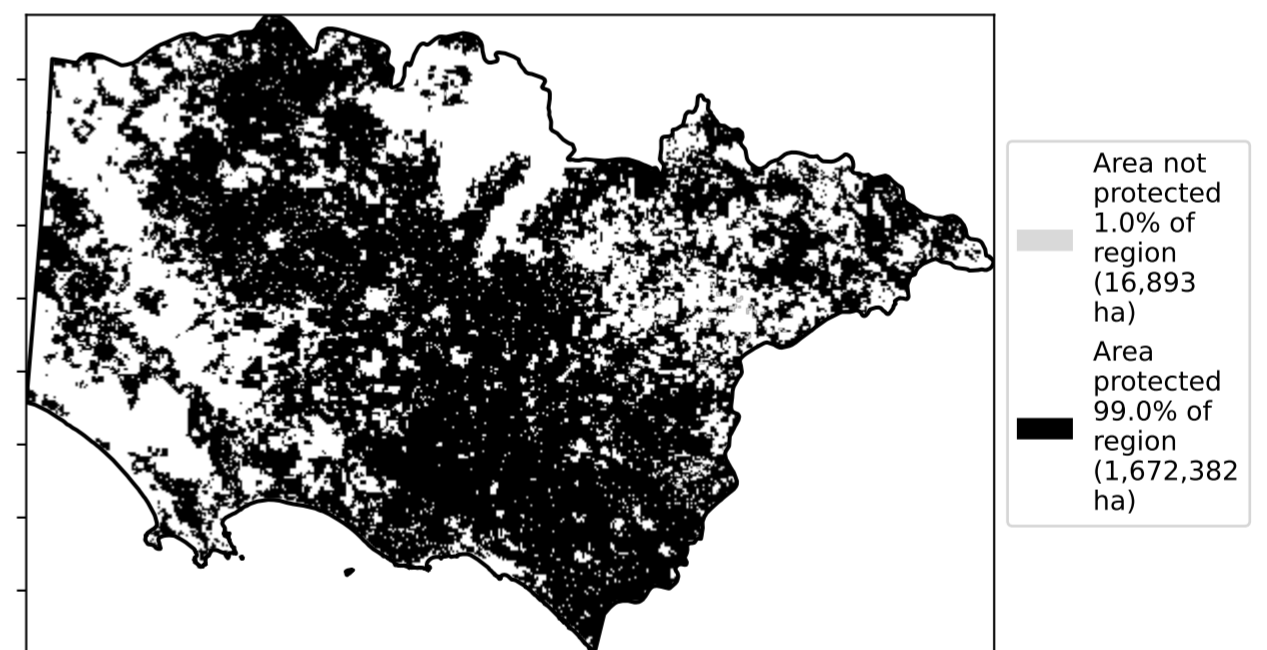 Area not
protected
1.0% of
region
(16,893
ha)
Area
protected
99.0% of
region
(1,672,382
ha)